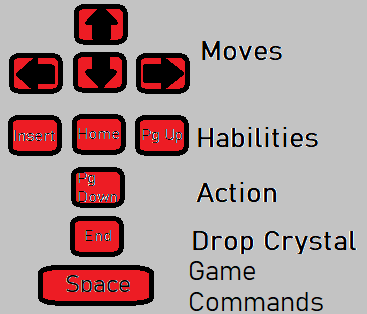 Moves
Insert Home Pg Up Habilities
Pg
Down Action
End Drop Crystal
Space Game
Commands